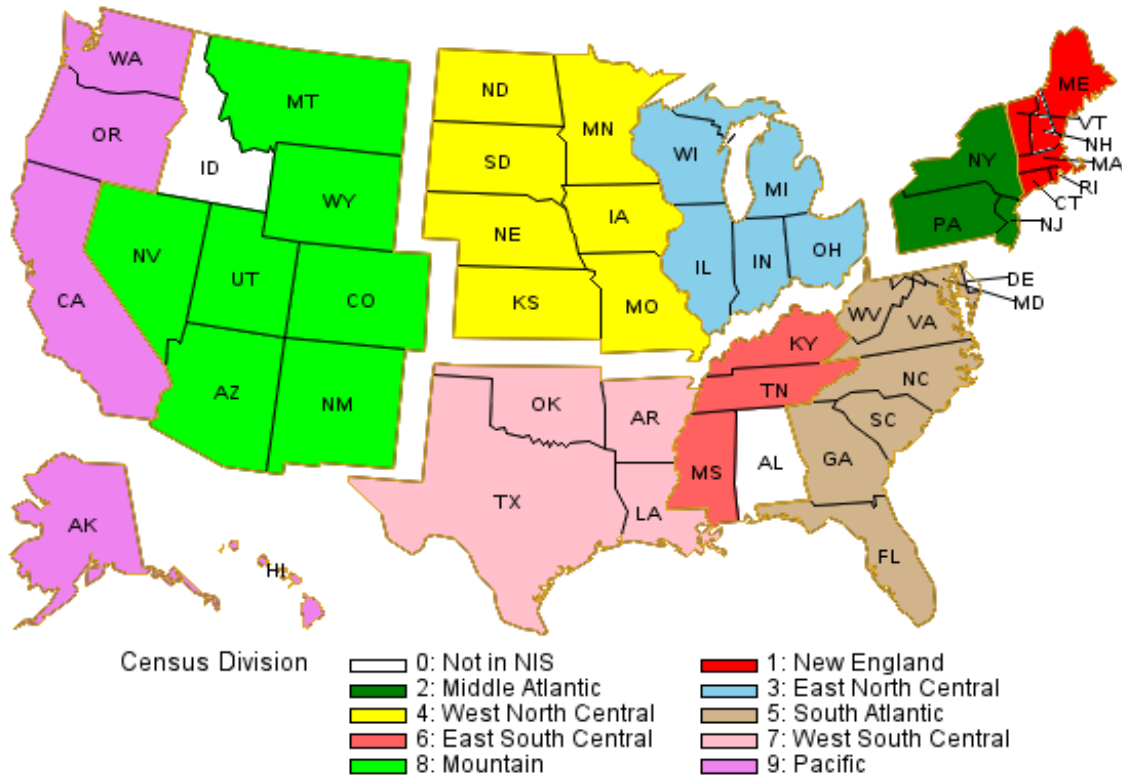 WA
MT
ME
ND
MN
VT
OR
NH
WI
NY
MA
ID
SD
MI
RI
WY
CT
IA
PA
NJ
NE
NV
OH
UT
IL
IN
DE
CA
CO
KS
MO
MD
WV
VA
KY
NC
AZ
TN
NM
OK
AR
SC
AL
GA
MS
TX
LA
AK
FL
HI
Census Division
0: Not in NIS
1: New England
2: Middle Atlantic
3: East North Central
4: West North Central
5: South Atlantic
6: East South Central
7: West South Central
8: Mountain
9: Pacific